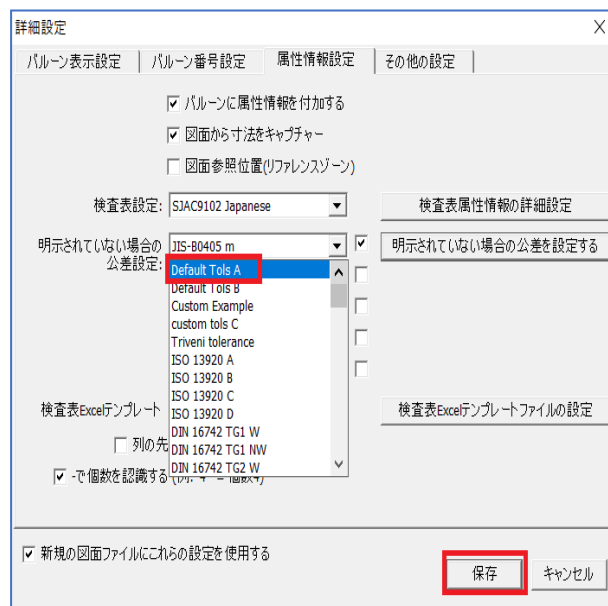 詳細設定
バルーン表示設定 バルーン番号設定 属性情報設定 その他の設定
バルーンに属性情報を付加する
図面から寸法をキャプチャー
図面参照位置(リファレンスゾーン)
検査表設定: SJAC9102 Japanese 検査表属性情報の詳細設定
明示されていない場合の JIS-B0405 m 明示されていない場合の公差を設定する
公差設定: Default Tols A
Default Tols B
Custom Example
custom tols C
Triveni tolerance
ISO 13920 A
ISO 13920 B
ISO 13920 C
検査表Excelテンプレート ISO 13920 D 検査表Excelテンプレートファイルの設定
DIN 16742 TG1 W
列の先 DIN 16742 TG1 NW
DIN 16742 TG2 W
-で個数を認識する
新規の図面ファイルにこれらの設定を使用する
保存 キャンセル